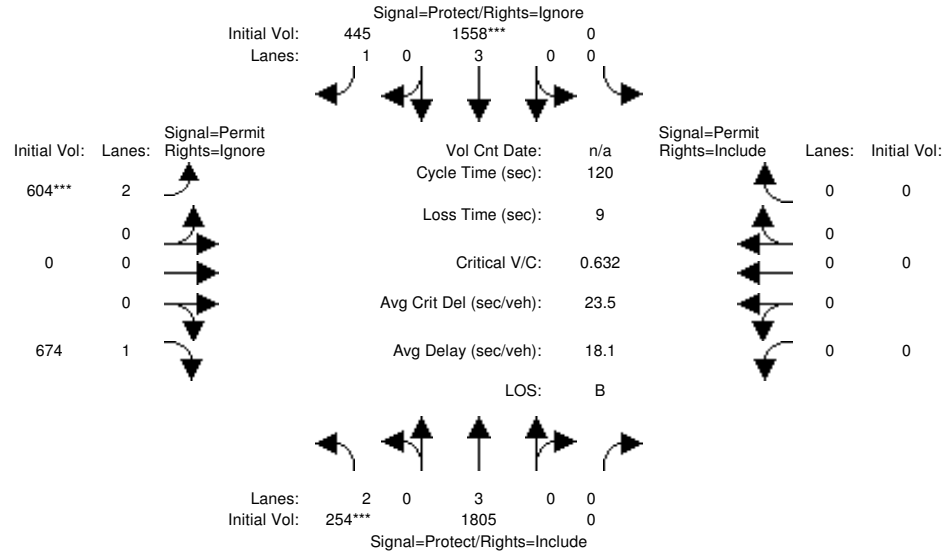 Signal=Protect/Rights=Ignore
Initial Vol: 445 1558*** 0
Lanes: 1 0 3 0 0
Signal=Permit Signal=Permit
Initial Vol: Lanes: Rights=Ignore Vol Cnt Date: n/a Rights=Include Lanes: Initial Vol:
Cycle Time (sec): 120
604*** 2 0 0
Loss Time (sec): 9
0 0
0 0 Critical V/C: 0.632 0 0
0 Avg Crit Del (sec/veh): 23.5 0
674 1 Avg Delay (sec/veh): 18.1 0 0
LOS: B
Lanes: 2 0 3 0 0
Initial Vol: 254*** 1805 0
Signal=Protect/Rights=Include